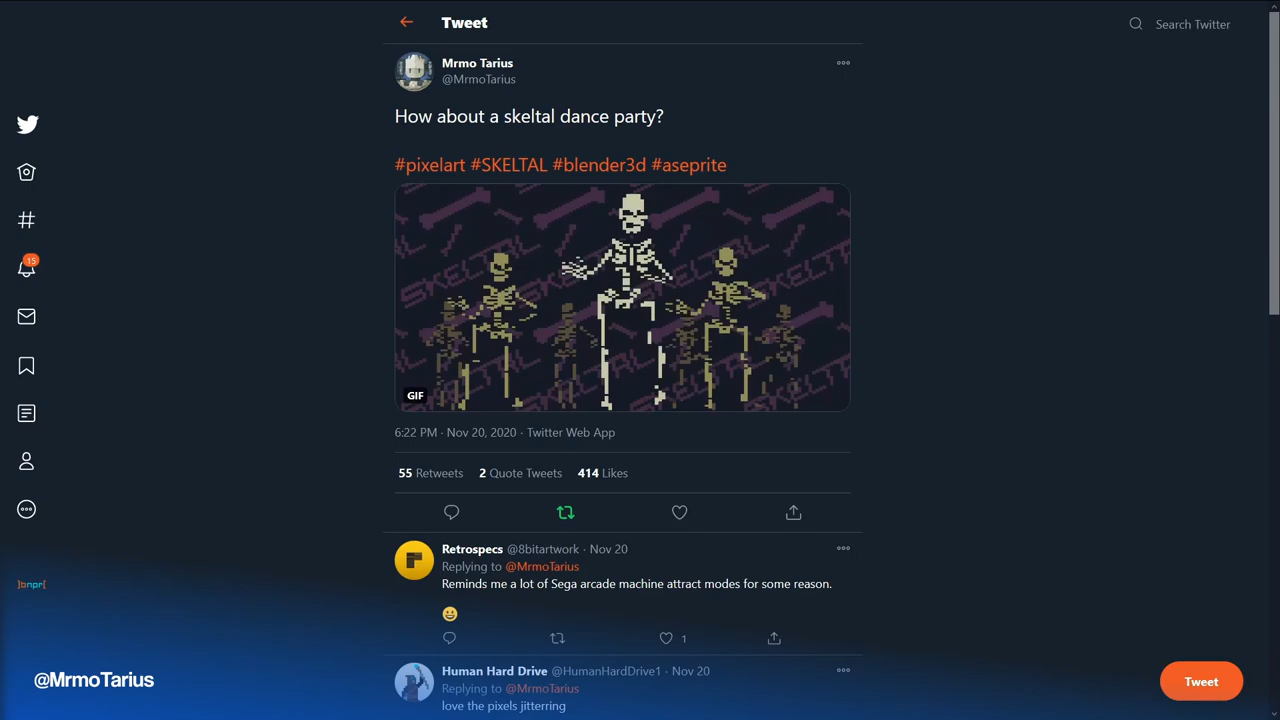 Tweet
Search Twitter
Mrmo Tarius
@MrmoTarius
How about a skeltal dance party?
#pixelart #SKELTAL #blender3d #aseprite
15
SKELTAL
GIF
6:22 PM · Nov 20, 2020 · Twitter Web App
55 Retweets 2 Quote Tweets 414 Likes
Retrospecs @8bitartwork · Nov 20
Replying to @MrmoTarius
Reminds me a lot of Sega arcade machine attract modes for some reason.
1
]bnpr[
Human Hard Drive @HumanHardDrive1 · Nov 20
Replying to @MrmoTarius
love the pixels jitterring
@MrmoTarius
Tweet